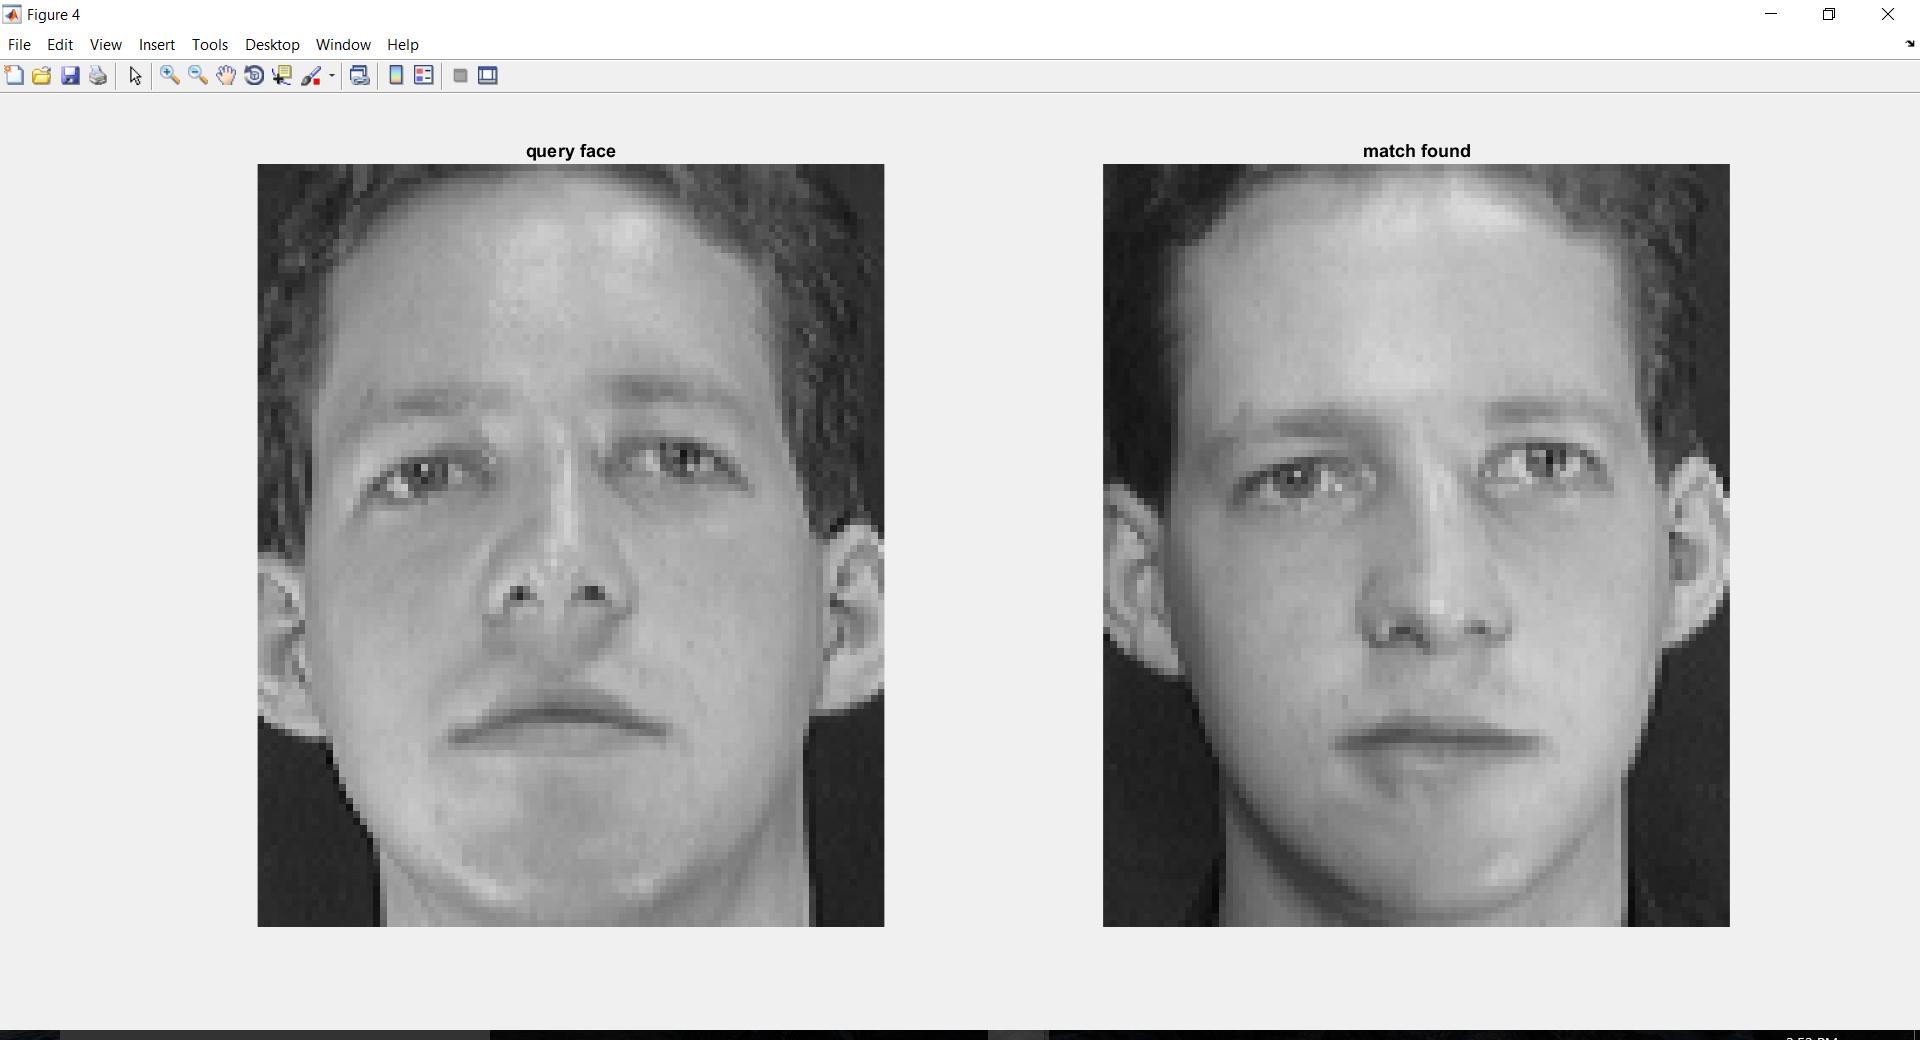 Figure 4
File Edit View Insert Tools Desktop Window Help
query face
match found